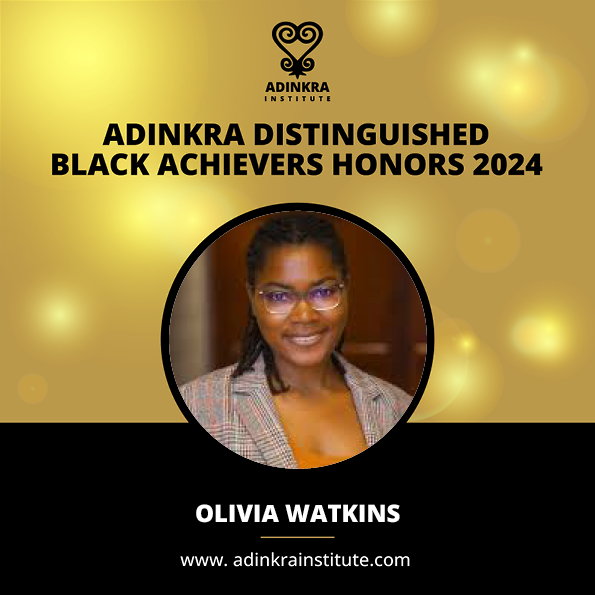 ADINKRA
INSTITUTE
ADINKRA DISTINGUISHED
BLACK ACHIEVERS HONORS 2024
OLIVIA WATKINS
www. adinkrainstitute.com